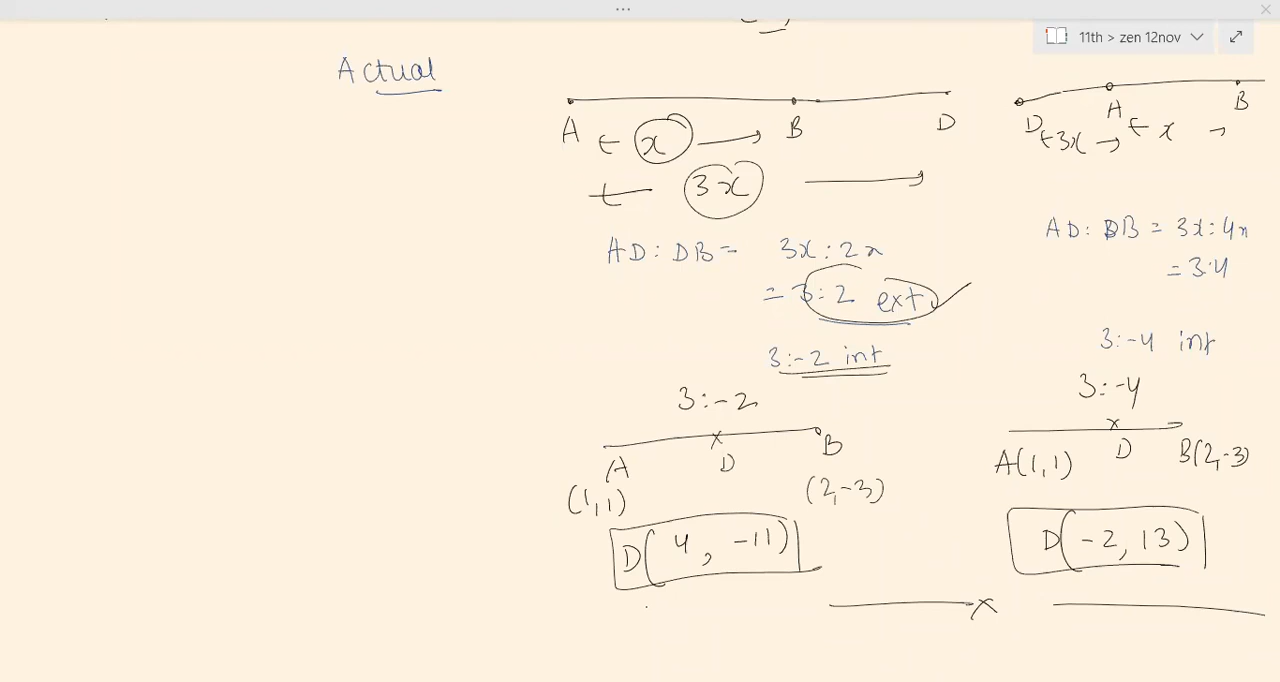 11th > zen 12nov
Actual
A B D
x
3x
AD : DB = 3x : 2x
= 3 : 2 ext
3 : -2 int
3 : -2
A D B
(1, 1) (2, -3)
D(4, -11)
D A B
3x x
AD : DB = 3x : 4x
= 3:4
3 : -4 int
3 : -4
A(1, 1) D B(2, -3)
D(-2, 13)
x